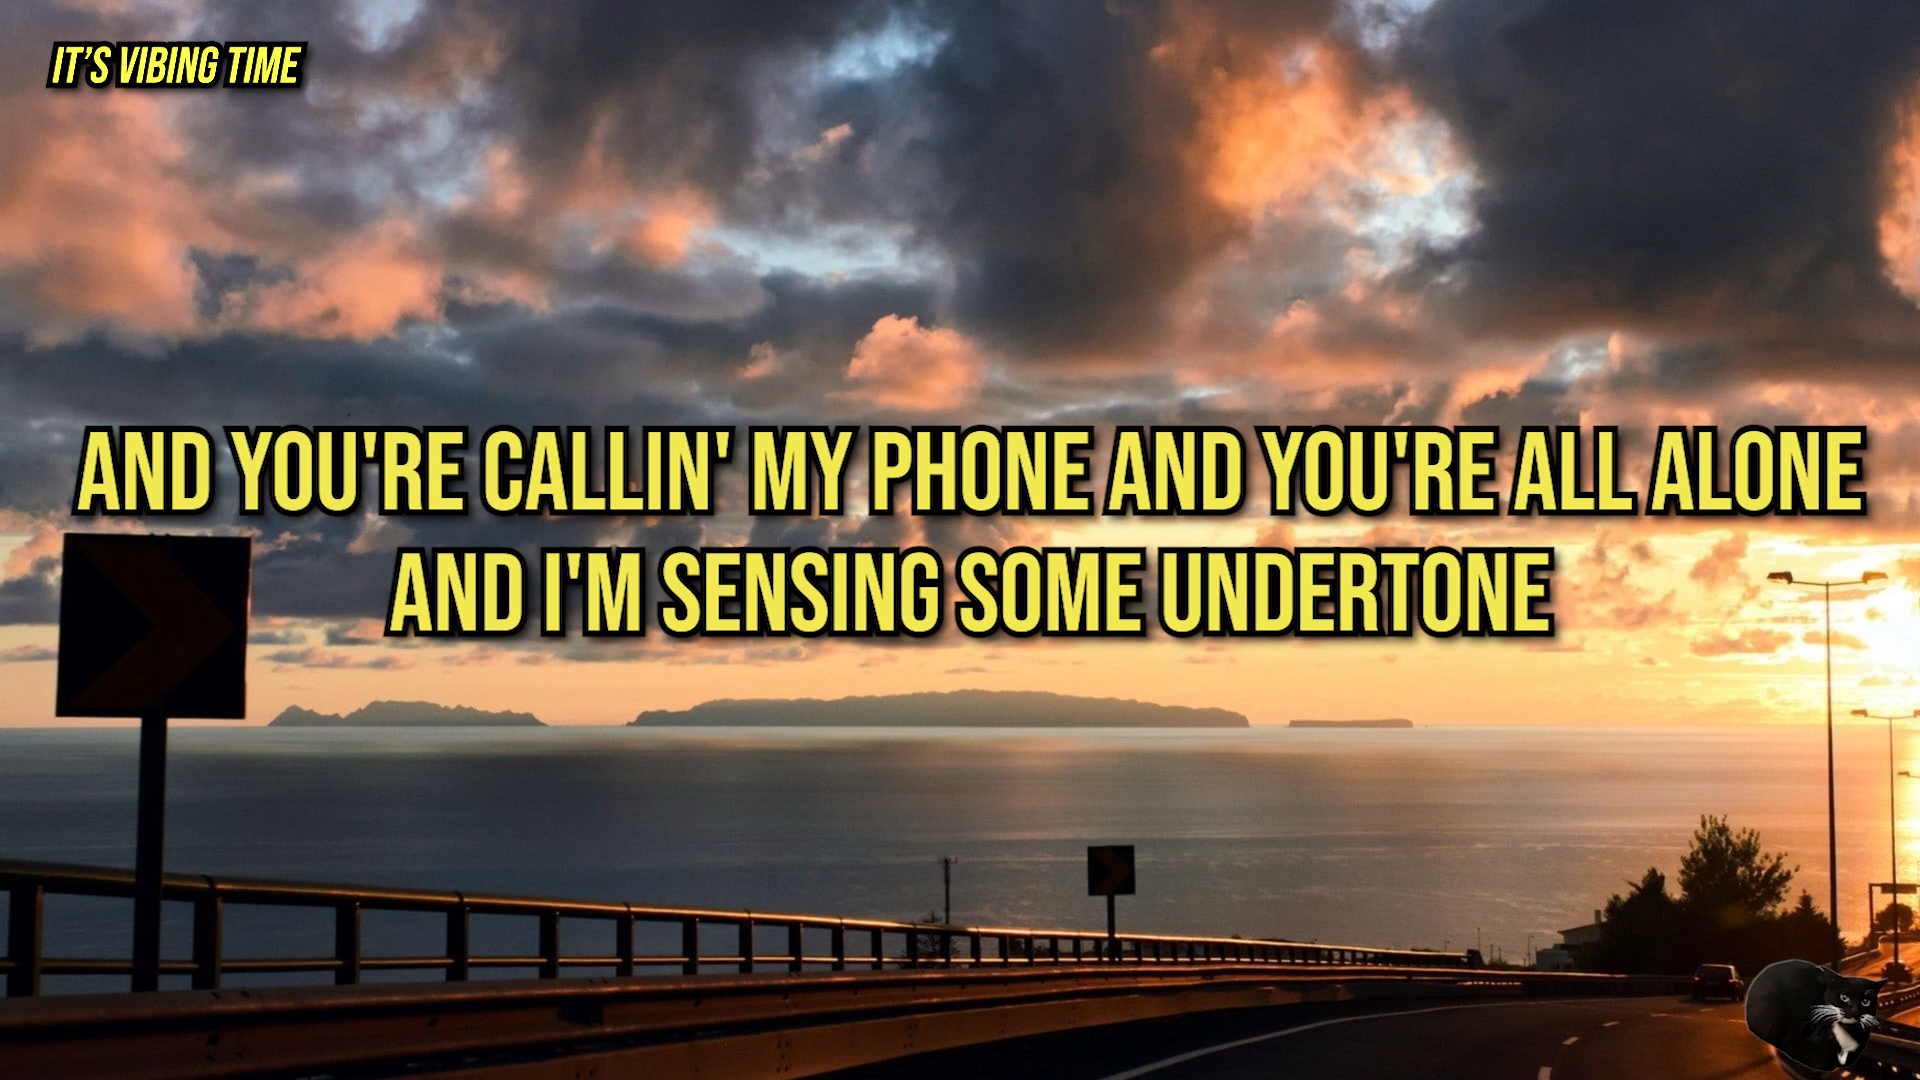 IT'S VIBING TIME
AND YOU'RE CALLIN' MY PHONE AND YOU'RE ALL ALONE
AND I'M SENSING SOME UNDERTONE